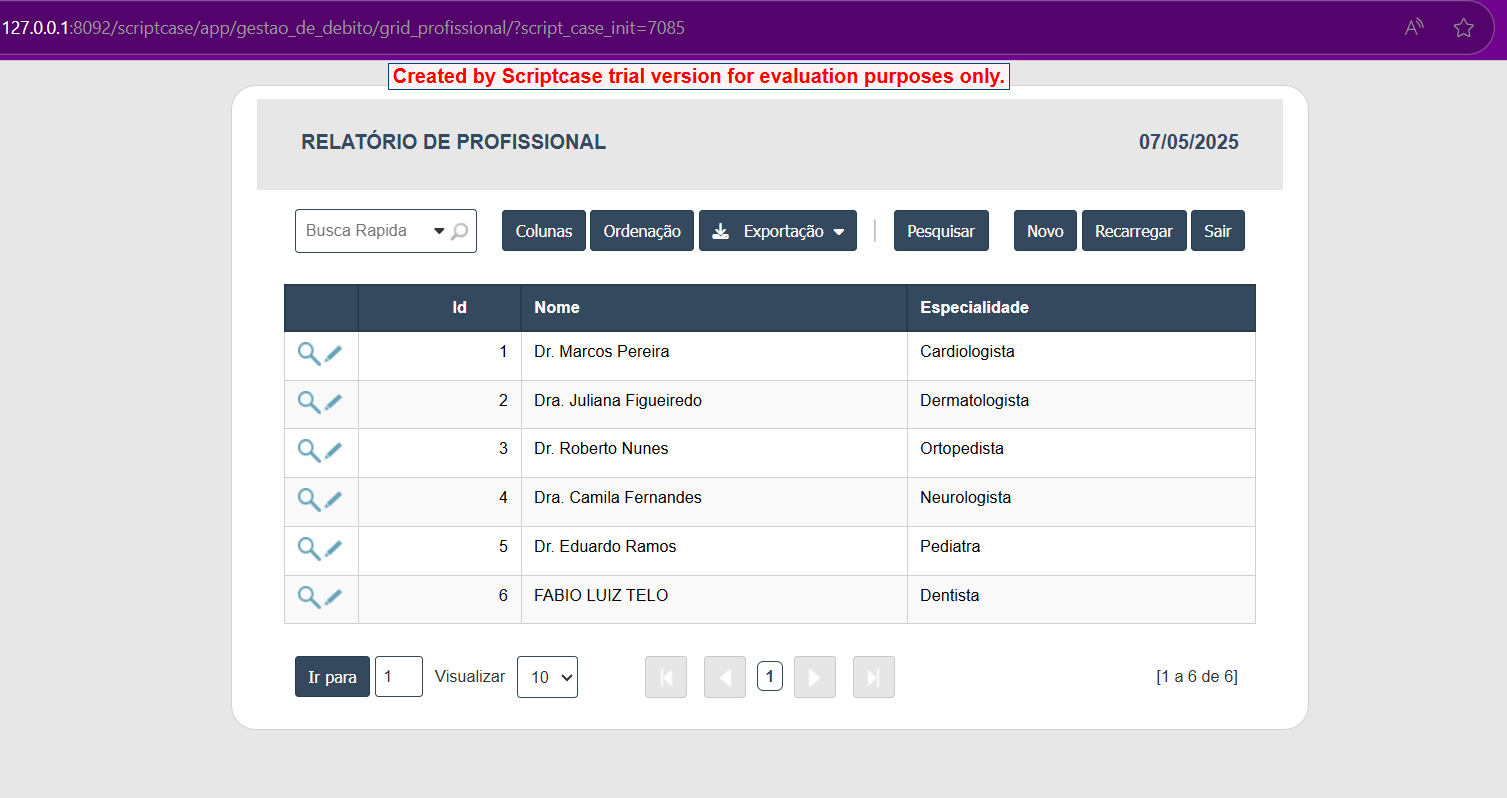 127.0.0.1:8092/scriptcase/app/gestao_de_debito/grid_profissional/?script_case_init=7085
Created by Scriptcase trial version for evaluation purposes only.
RELATÓRIO DE PROFISSIONAL 07/05/2025
Busca Rapida Colunas Ordenação Exportação Pesquisar Novo Recarregar Sair
Id Nome Especialidade
1 Dr. Marcos Pereira Cardiologista
2 Dra. Juliana Figueiredo Dermatologista
3 Dr. Roberto Nunes Ortopedista
4 Dra. Camila Fernandes Neurologista
5 Dr. Eduardo Ramos Pediatra
6 FABIO LUIZ TELO Dentista
Ir para 1 Visualizar 10 1 [1 a 6 de 6]